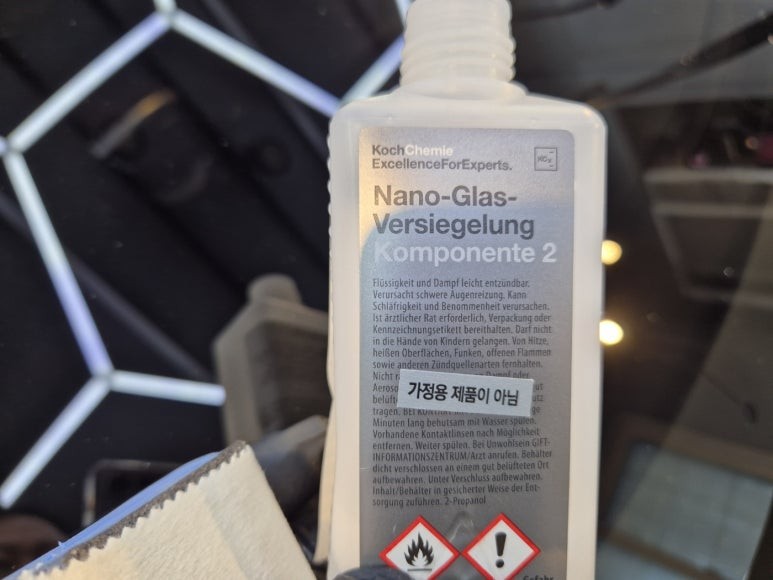 KochChemie
ExcellenceForExperts.
KCX
Nano-Glas-
Versiegelung
Komponente 2
Flüssigkeit und Dampf leicht entzündbar.
Verursacht schwere Augenreizung. Kann
Schläfrigkeit und Benommenheit verursachen.
Ist ärztlicher Rat erforderlich, Verpackung oder
Kennzeichnungsetikett bereithalten. Darf nicht
in die Hände von Kindern gelangen. Von Hitze,
heißen Oberflächen, Funken, offenen Flammen
sowie anderen Zündquellenarten fernhalten.
Dampf oder
가정용 제품이 아님
tragen. BEI
Minuten lang behutsam mit Wasser spülen.
Vorhandene Kontaktlinsen nach Möglichkeit
entfernen. Weiter spülen. Bei Unwohlsein GIFT-
INFORMATIONSZENTRUM/Arzt anrufen. Behälter
dicht verschlossen an einem gut belüfteten Ort
aufbewahren. Unter Verschluss aufbewahren.
Inhalt/Behälter in gesicherter Weise der Ent-
sorgung zuführen. 2-Propanol